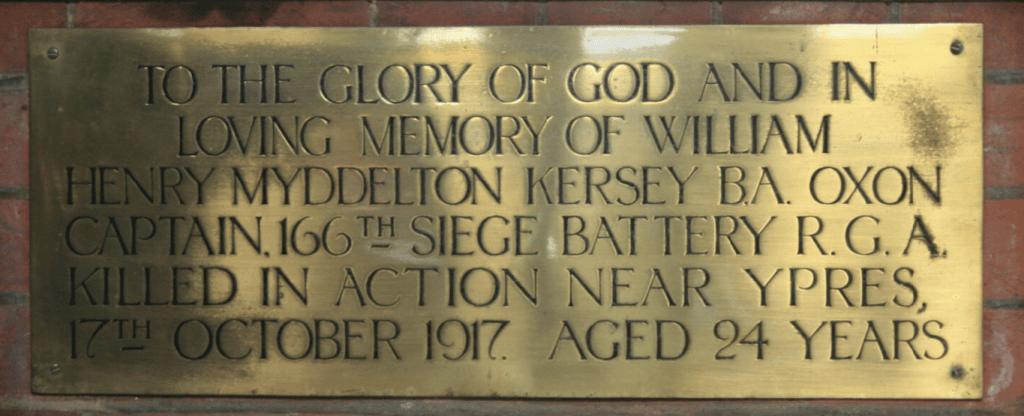 TO THE GLORY OF GOD AND IN
LOVING MEMORY OF WILLIAM
HENRY MYDDELTON KERSEY B.A. OXON
CAPTAIN. 166TH SIEGE BATTERY R.G.A.
KILLED IN ACTION NEAR YPRES,
17TH OCTOBER 1917. AGED 24 YEARS